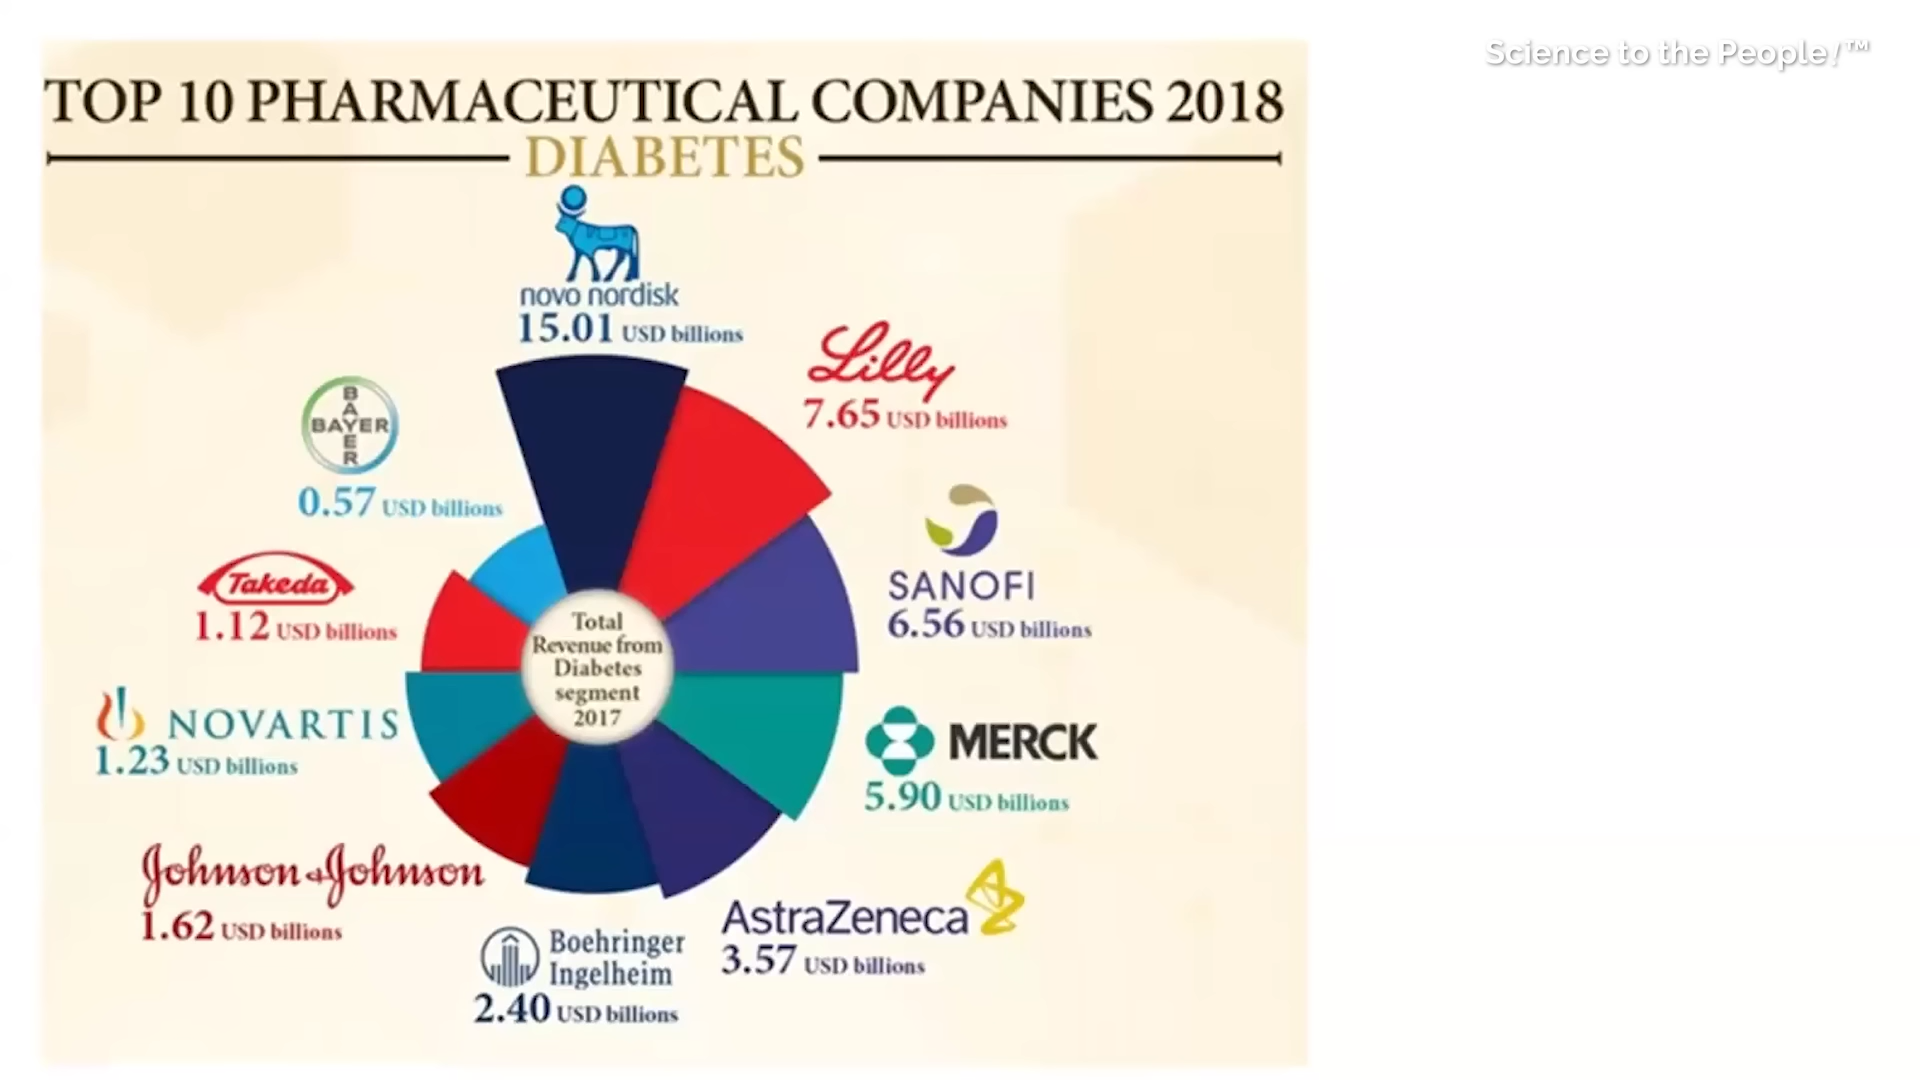 Science to the People!™
TOP 10 PHARMACEUTICAL COMPANIES 2018
DIABETES
novo nordisk
15.01 USD billions
Lilly
7.65 USD billions
SANOFI
6.56 USD billions
MERCK
5.90 USD billions
AstraZeneca
3.57 USD billions
Boehringer
Ingelheim
2.40 USD billions
Johnson & Johnson
1.62 USD billions
NOVARTIS
1.23 USD billions
Takeda
1.12 USD billions
BAYER
BAYER
0.57 USD billions
Total
Revenue from
Diabetes
segment
2017